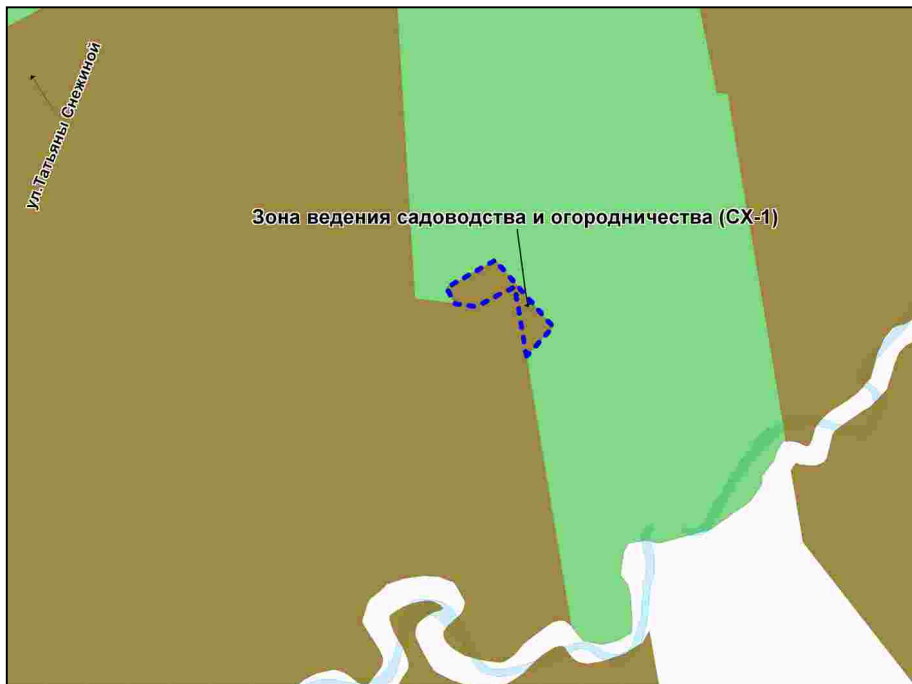 ул.Татьяны Снежиной
Зона ведения садоводства и огородничества (СХ-1)